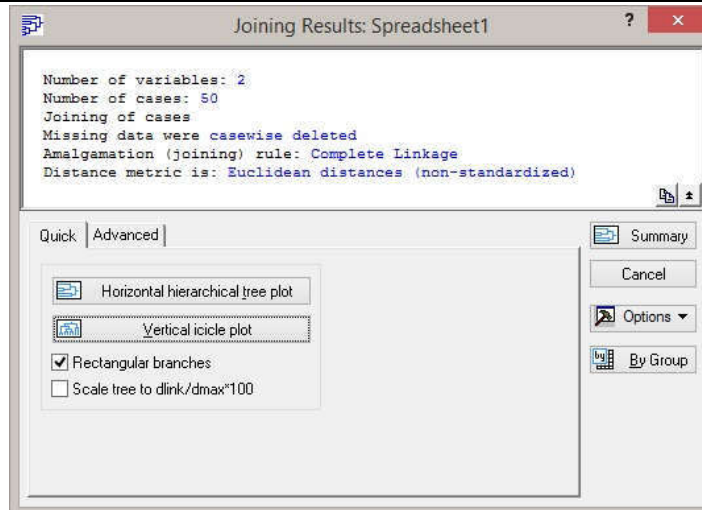 Joining Results: Spreadsheet1
?
x
Number of variables: 2
Number of cases: 50
Joining of cases
Missing data were casewise deleted
Amalgamation (joining) rule: Complete Linkage
Distance metric is: Euclidean distances (non-standardized)
Quick
Advanced
Summary
Cancel
Options
By Group
Horizontal hierarchical tree plot
Vertical icicle plot
Rectangular branches
Scale tree to dlink/dmax*100